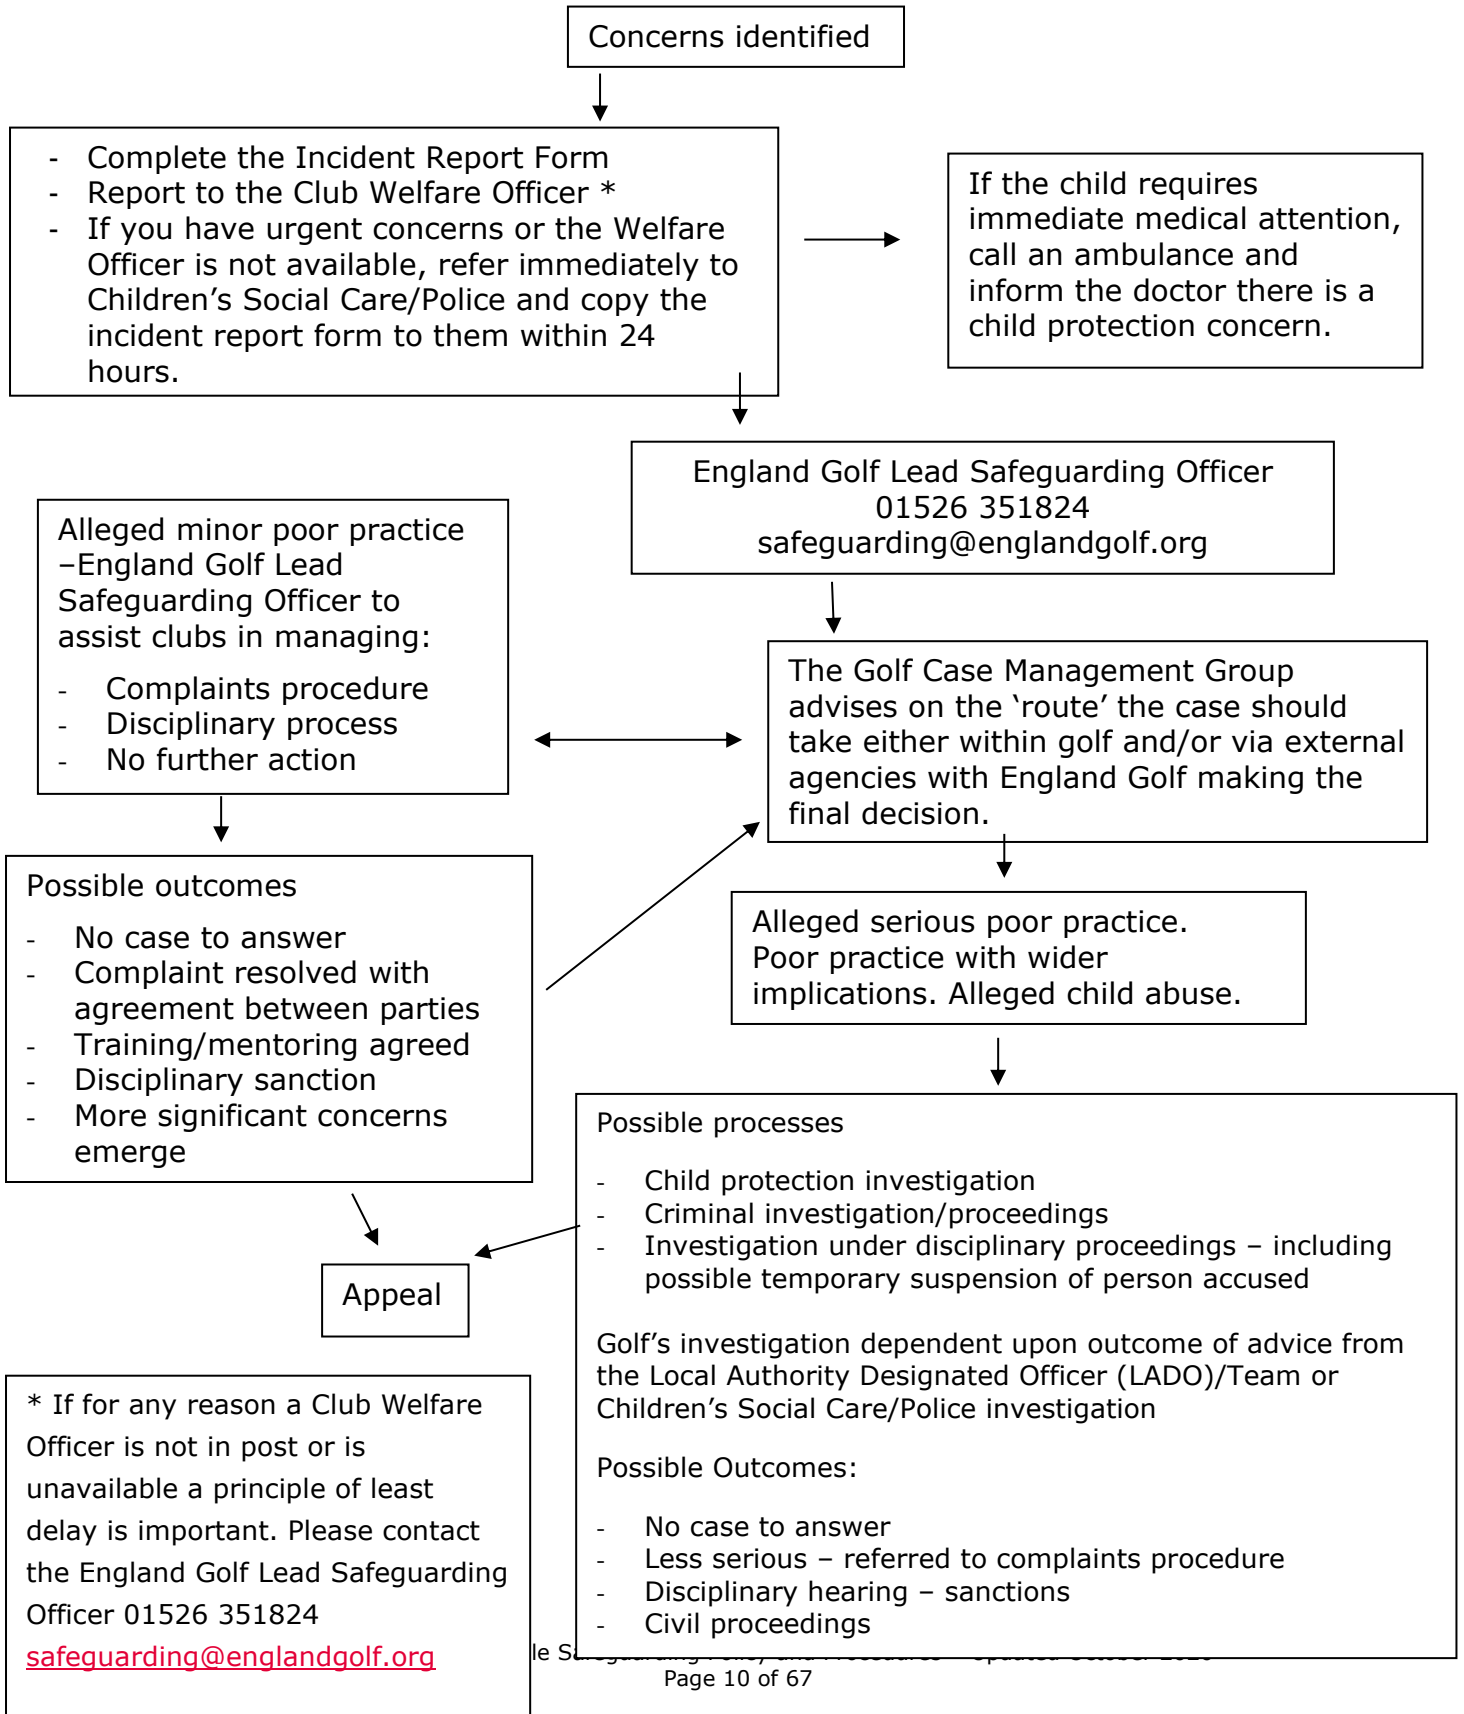 Concerns identified
- Complete the Incident Report Form
- Report to the Club Welfare Officer *
- If you have urgent concerns or the Welfare
Officer is not available, refer immediately to
Children’s Social Care/Police and copy the
incident report form to them within 24
hours.
If the child requires
immediate medical attention,
call an ambulance and
inform the doctor there is a
child protection concern.
England Golf Lead Safeguarding Officer
01526 351824
safeguarding@englandgolf.org
Alleged minor poor practice
–England Golf Lead
Safeguarding Officer to
assist clubs in managing:
- Complaints procedure
- Disciplinary process
- No further action
The Golf Case Management Group
advises on the ‘route’ the case should
take either within golf and/or via external
agencies with England Golf making the
final decision.
Possible outcomes
- No case to answer
- Complaint resolved with
agreement between parties
- Training/mentoring agreed
- Disciplinary sanction
- More significant concerns
emerge
Alleged serious poor practice.
Poor practice with wider
implications. Alleged child abuse.
Possible processes
- Child protection investigation
- Criminal investigation/proceedings
- Investigation under disciplinary proceedings – including
possible temporary suspension of person accused
Golf’s investigation dependent upon outcome of advice from
the Local Authority Designated Officer (LADO)/Team or
Children’s Social Care/Police investigation
Possible Outcomes:
- No case to answer
- Less serious – referred to complaints procedure
- Disciplinary hearing – sanctions
- Civil proceedings
Appeal
* If for any reason a Club Welfare
Officer is not in post or is
unavailable a principle of least
delay is important. Please contact
the England Golf Lead Safeguarding
Officer 01526 351824
safeguarding@englandgolf.org
Page 10 of 67